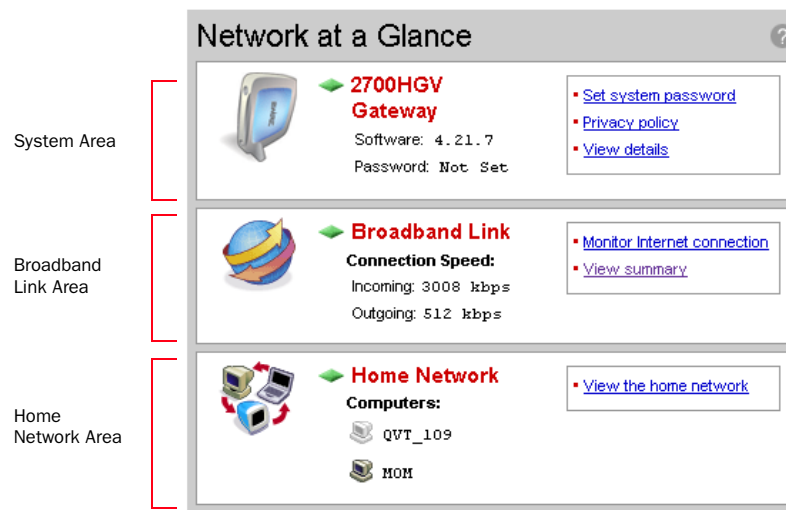 Network at a Glance
?
System Area
2700HGV
Gateway
Software: 4.21.7
Password: Not Set
Set system password
Privacy policy
View details
Broadband
Link Area
Broadband Link
Connection Speed:
Incoming: 3008 kbps
Outgoing: 512 kbps
Monitor Internet connection
View summary
Home
Network Area
Home Network
Computers:
QVT_109
MOM
View the home network